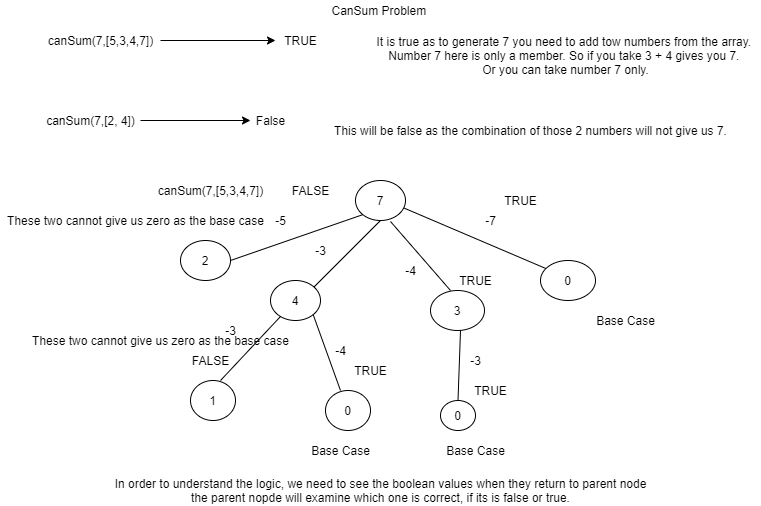 CanSum Problem
canSum(7,[5,3,4,7])
TRUE
It is true as to generate 7 you need to add tow numbers from the array.
Number 7 here is only a member. So if you take 3 + 4 gives you 7.
Or you can take number 7 only.
canSum(7,[2, 4])
False
This will be false as the combination of those 2 numbers will not give us 7.
canSum(7,[5,3,4,7])
FALSE
7
TRUE
These two cannot give us zero as the base case
-5
-7
2
-3
-4
TRUE
0
4
3
Base Case
-3
These two cannot give us zero as the base case
-4
FALSE
-3
TRUE
TRUE
1
0
0
Base Case
Base Case
In order to understand the logic, we need to see the boolean values when they return to parent node
the parent nopde will examine which one is correct, if its is false or true.